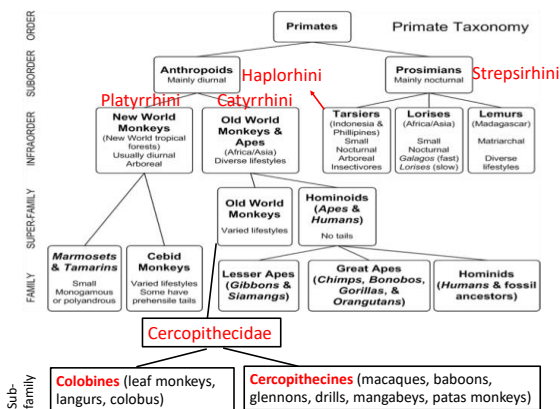 Primate Taxonomy
ORDER
Primates
SUBORDER
Anthropoids
Mainly diurnal
Haplorhini
Prosimians
Mainly nocturnal
Strepsirhini
Platyrrhini
Catyrrhini
INFRAORDER
New World
Monkeys
(New World tropical
forests)
Usually diurnal
Arboreal
Old World
Monkeys &
Apes
(Africa/Asia)
Diverse lifestyles
Tarsiers
(Indonesia &
Phillipines)
Small
Nocturnal
Arboreal
Insectivores
Lorises
(Africa/Asia)
Small
Nocturnal
Galagos (fast)
Lorises (slow)
Lemurs
(Madagascar)
Matriarchal
Diverse
lifestyles
SUPER-FAMILY
Old World
Monkeys
Varied lifestyles
Hominoids
(Apes &
Humans)
No tails
FAMILY
Marmosets
& Tamarins
Small
Monogamous
or polyandrous
Cebid
Monkeys
Varied lifestyles
Some have
prehensile tails
Lesser Apes
(Gibbons &
Siamangs)
Great Apes
(Chimps, Bonobos,
Gorillas, &
Orangutans)
Hominids
(Humans & fossil
ancestors)
Cercopithecidae
Sub-
family
Colobines (leaf monkeys,
langurs, colobus)
Cercopithecines (macaques, baboons,
glennons, drills, mangabeys, patas monkeys)